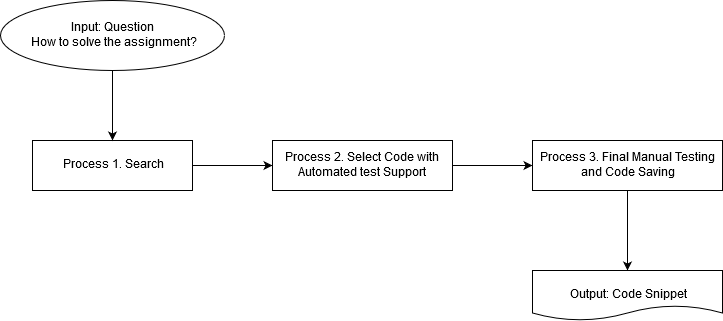 Input: Question
How to solve the assignment?
Process 1. Search
Process 2. Select Code with
Automated test Support
Process 3. Final Manual Testing
and Code Saving
Output: Code Snippet